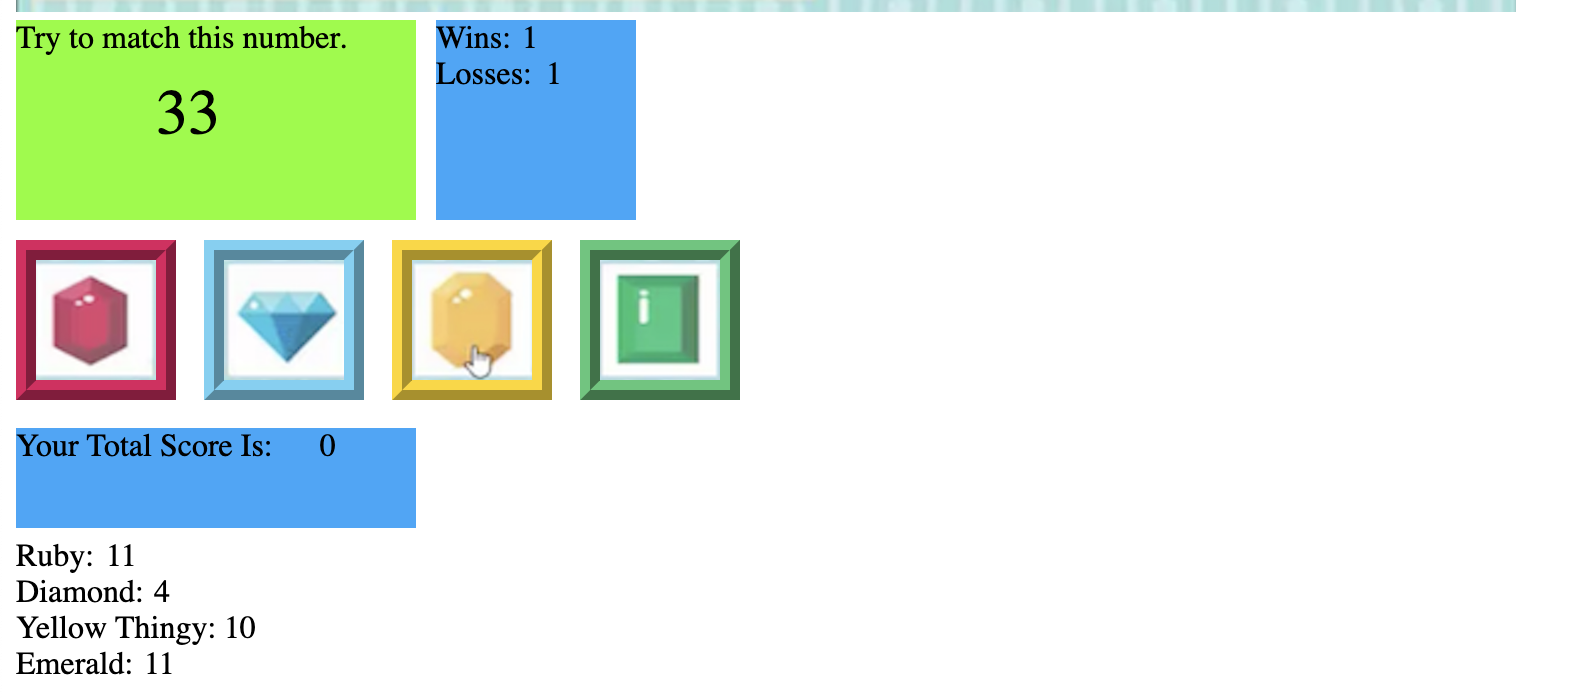 Try to match this number.
33
Wins: 1
Losses: 1
Your Total Score Is: 0
Ruby: 11
Diamond: 4
Yellow Thingy: 10
Emerald: 11